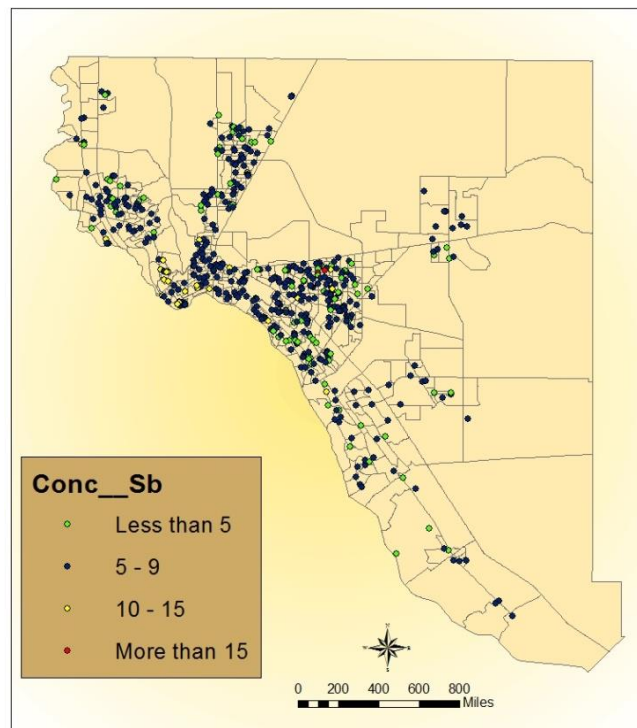 Conc__Sb
Less than 5
5 - 9
10 - 15
More than 15
0 200 400 600 800
Miles